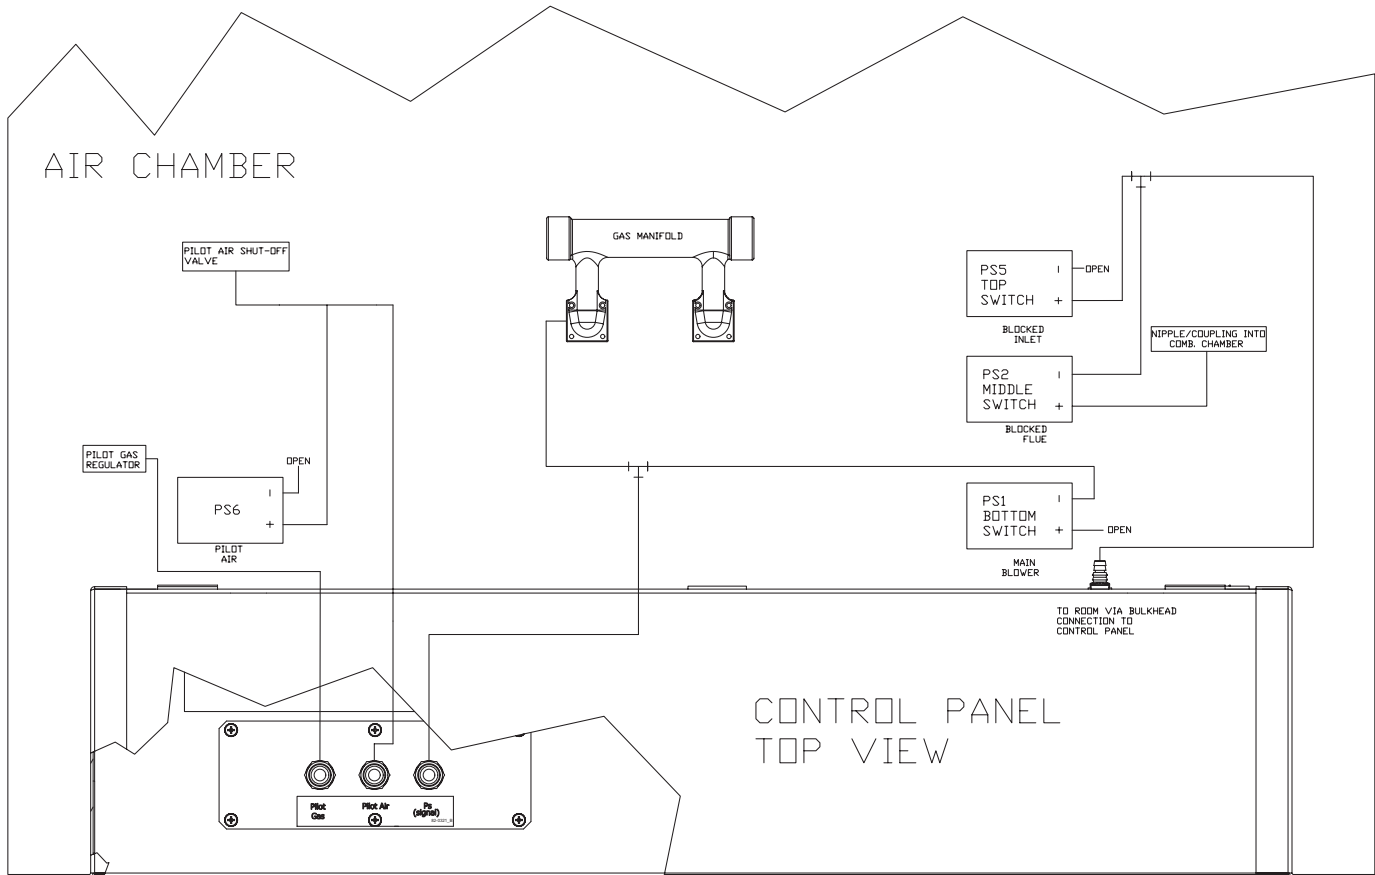 AIR CHAMBER
PILOT AIR SHUT-OFF
VALVE
GAS MANIFOLD
PS5
TOP
SWITCH
-
+
OPEN
BLOCKED
INLET
NIPPLE/COUPLING INTO
COMB. CHAMBER
PS2
MIDDLE
SWITCH
-
+
BLOCKED
FLUE
PILOT GAS
REGULATOR
OPEN
PS6
-
+
PILOT
AIR
PS1
BOTTOM
SWITCH
-
+
OPEN
MAIN
BLOWER
TO ROOM VIA BULKHEAD
CONNECTION TO
CONTROL PANEL
CONTROL PANEL
TOP VIEW
Pilot
Gas
Pilot Air
Ps
(signal)